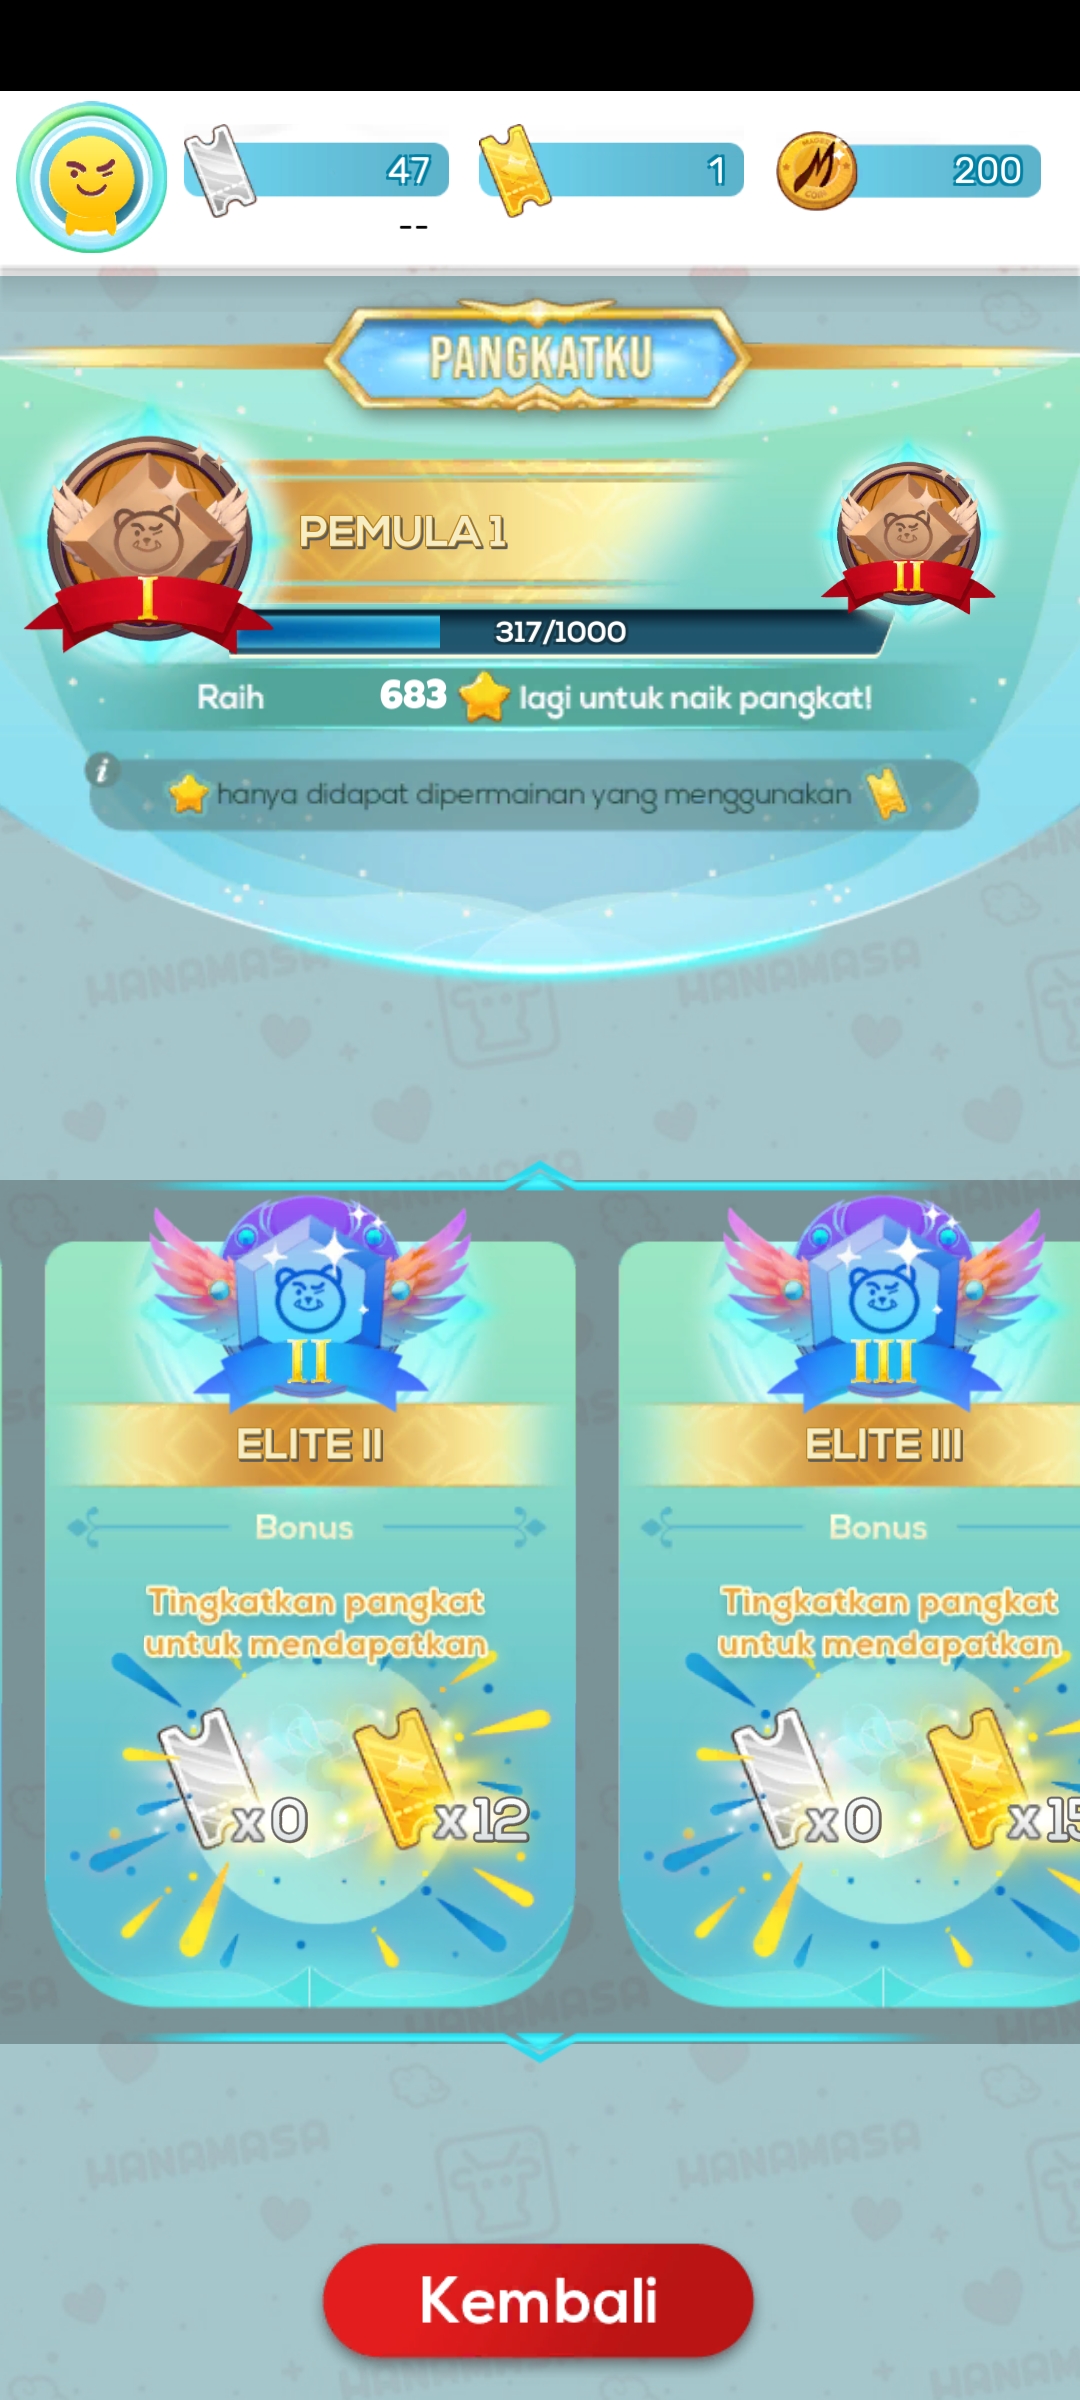 47
1
200
--
PANGKATKU
PEMULA 1
I
II
317/1000
Raih 683 lagi untuk naik pangkat!
i
hanya didapat dipermainan yang menggunakan
HANAMASA HANAMASA
II
III
ELITE II
ELITE III
Bonus
Bonus
Tingkatkan pangkat
untuk mendapatkan
Tingkatkan pangkat
untuk mendapatkan
x0 x12
x0 x15
HANAMASA HANAMASA
Kembali